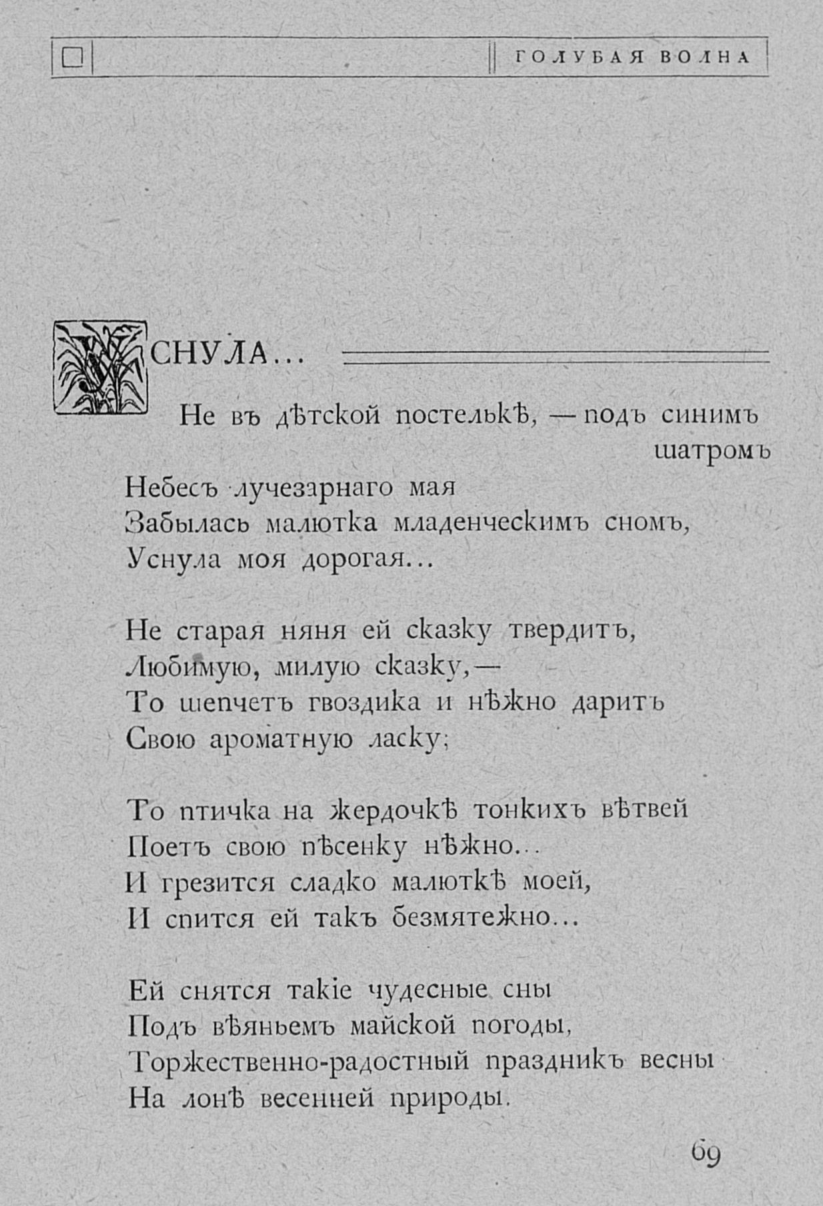 ГОЛУБАЯ ВОЛНА
УСНУЛА...
Не въ дѣтской постелькѣ, — подъ синимъ
шатромъ
Небесъ лучезарнаго мая
Забылась малютка младенческимъ сномъ,
Уснула моя дорогая...
Не старая няня ей сказку твердитъ,
Любимую, милую сказку, —
То шепчетъ гвоздика и нѣжно даритъ
Свою ароматную ласку;
То птичка на жердочкѣ тонкихъ вѣтвей
Поетъ свою пѣсенку нѣжно...
И грезится сладко малюткѣ моей,
И спится ей такъ безмятежно...
Ей снятся такіе чудесные сны
Подъ вѣяньемъ майской погоды,
Торжественно-радостный праздникъ весны
На лонѣ весенней природы.
69